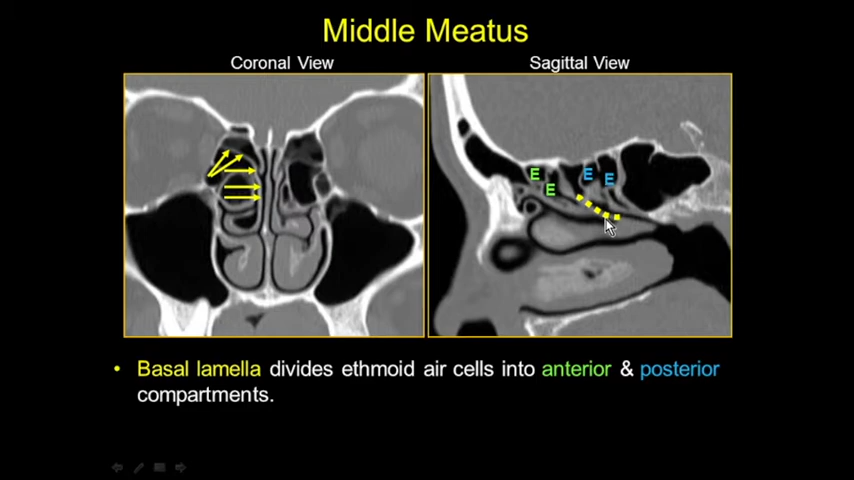 Middle Meatus
Coronal View
Sagittal View
E
E
E
E
• Basal lamella divides ethmoid air cells into anterior & posterior
compartments.